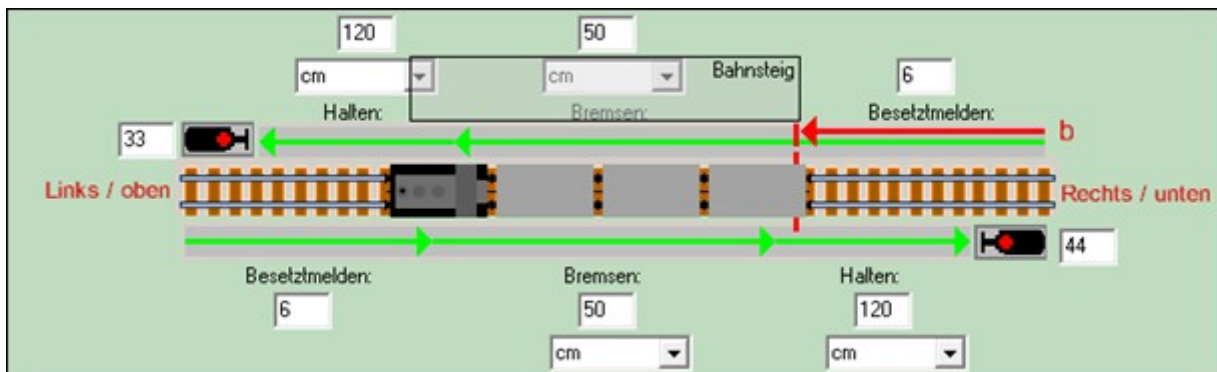 120
50
cm
cm
Bahnsteig
6
Halten:
Bremsen:
Besetztmelden:
33
b
Links / oben
Rechts / unten
44
Besetztmelden:
Bremsen:
Halten:
6
50
120
cm
cm